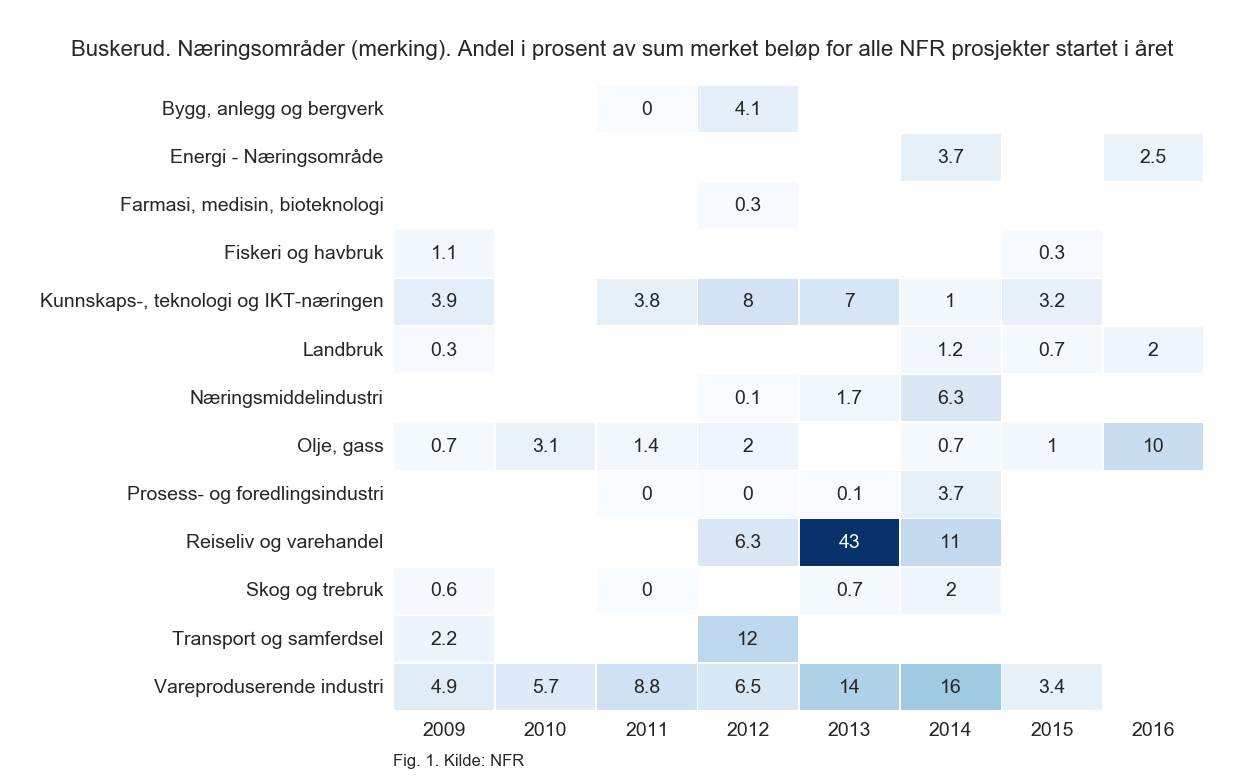 Buskerud. Næringsområder (merking). Andel i prosent av sum merket beløp for alle NFR prosjekter startet i året
Bygg, anlegg og bergverk 0 4.1
Energi - Næringsområde 3.7 2.5
Farmasi, medisin, bioteknologi 0.3
Fiskeri og havbruk 1.1 0.3
Kunnskaps-, teknologi og IKT-næringen 3.9 3.8 8 7 1 3.2
Landbruk 0.3 1.2 0.7 2
Næringsmiddelindustri 0.1 1.7 6.3
Olje, gass 0.7 3.1 1.4 2 0.7 1 10
Prosess- og foredlingsindustri 0 0 0.1 3.7
Reiseliv og varehandel 6.3 43 11
Skog og trebruk 0.6 0 0.7 2
Transport og samferdsel 2.2 12
Vareproduserende industri 4.9 5.7 8.8 6.5 14 16 3.4
2009 2010 2011 2012 2013 2014 2015 2016
Fig. 1. Kilde: NFR